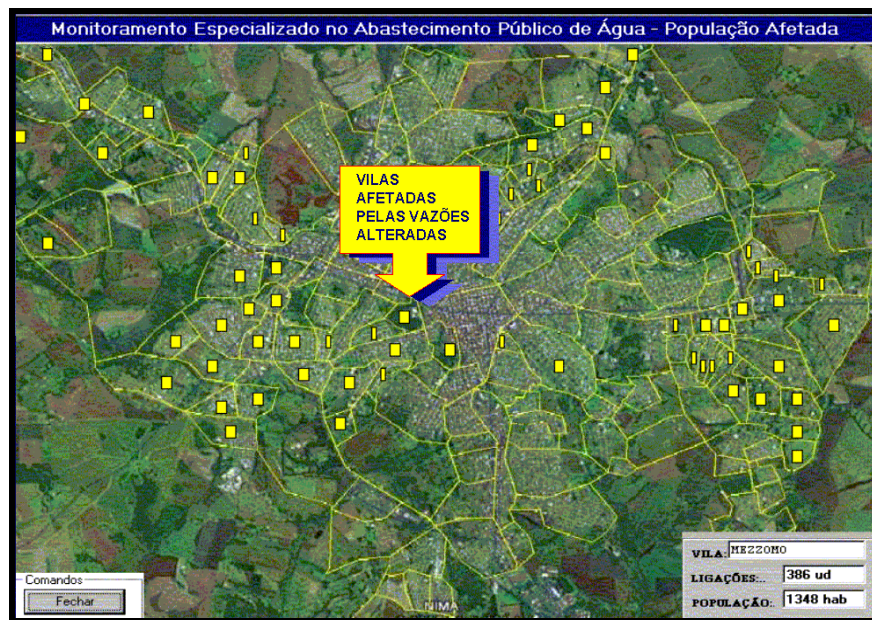 Monitoramento Especializado no Abastecimento Público de Água - População Afetada
VILAS
AFETADAS
PELAS VAZÕES
ALTERADAS
VILA: MEZZOMO
LIGAÇÕES:.. 386 ud
POPULAÇÃO:. 1348 hab
Comandos
Fechar
NIMA